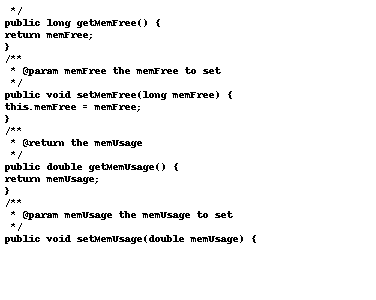 */
public long getMemFree() {
return memFree;
}
/**
 * @param memFree the memFree to set
 */
public void setMemFree(long memFree) {
this.memFree = memFree;
}
/**
 * @return the memUsage
 */
public double getMemUsage() {
return memUsage;
}
/**
 * @param memUsage the memUsage to set
 */
public void setMemUsage(double memUsage) {